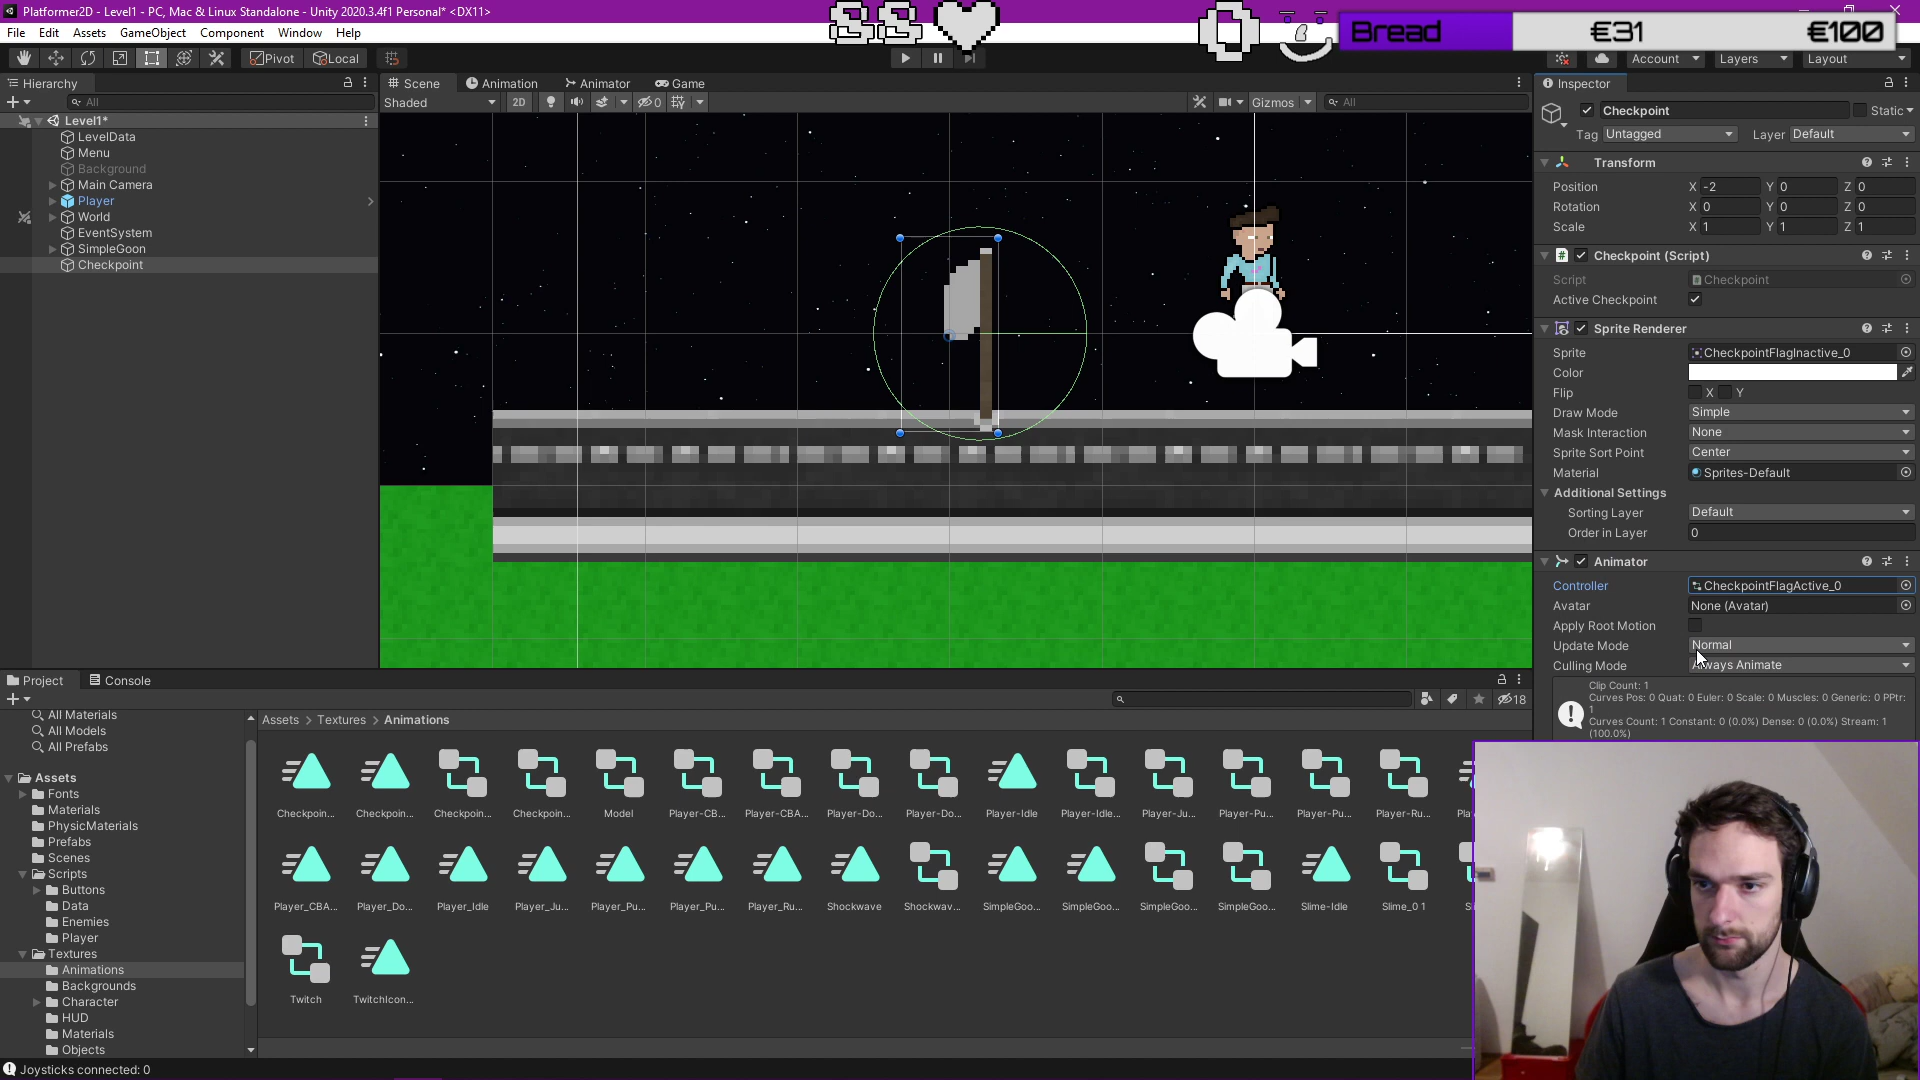 Platformer2D - Level1 - PC, Mac & Linux Standalone - Unity 2020.3.4f1 Personal* <DX11>
Bread €31 €100
File Edit Assets GameObject Component Window Help
Pivot Local Account Layers Layout
Hierarchy
Scene Animation Animator Game
Inspector
All
Shaded 2D 0 Gizmos All
Checkpoint Static
Tag Untagged Layer Default
Level1*
LevelData
Menu
Background
Main Camera
Player
World
EventSystem
SimpleGoon
Checkpoint
Transform
Position X -2 Y 0 Z 0
Rotation X 0 Y 0 Z 0
Scale X 1 Y 1 Z 1
Checkpoint (Script)
Script Checkpoint
Active Checkpoint
Sprite Renderer
Sprite CheckpointFlagInactive_0
Color
Flip X Y
Draw Mode Simple
Mask Interaction None
Sprite Sort Point Center
Material Sprites-Default
Additional Settings
Sorting Layer Default
Order in Layer 0
Animator
Controller CheckpointFlagActive_0
Avatar None (Avatar)
Apply Root Motion
Update Mode Normal
Culling Mode Always Animate
Clip Count: 1
Curves Pos: 0 Quat: 0 Euler: 0 Scale: 0 Muscles: 0 Generic: 0 PPtr:
1
Curves Count: 1 Constant: 0 (0.0%) Dense: 0 (0.0%) Stream: 1
(100.0%)
Project Console
18
All Materials
All Models
All Prefabs
Assets
Fonts
Materials
PhysicMaterials
Prefabs
Scenes
Scripts
Buttons
Data
Enemies
Player
Textures
Animations
Backgrounds
Character
HUD
Materials
Objects
Assets > Textures > Animations
Checkpoin... Checkpoin... Checkpoin... Checkpoin... Model Player-CB... Player-CBA... Player-Do... Player-Do... Player-Idle Player-Idle... Player-Ju... Player-Pu... Player-Pu... Player-Ru...
Player_CBA... Player_Do... Player_Idle Player_Ju... Player_Pu... Player_Pu... Player_Ru... Shockwave Shockwav... SimpleGoo... SimpleGoo... SimpleGoo... SimpleGoo... Slime-Idle Slime_0 1
Twitch TwitchIcon...
Joysticks connected: 0